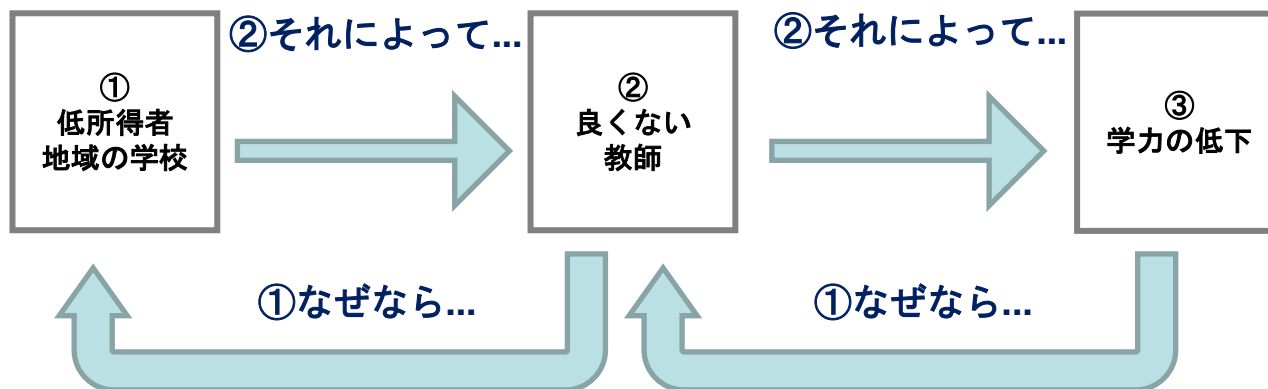 ②それによって...
②それによって...
①
低所得者
地域の学校
②
良くない
教師
③
学力の低下
①なぜなら...
①なぜなら...